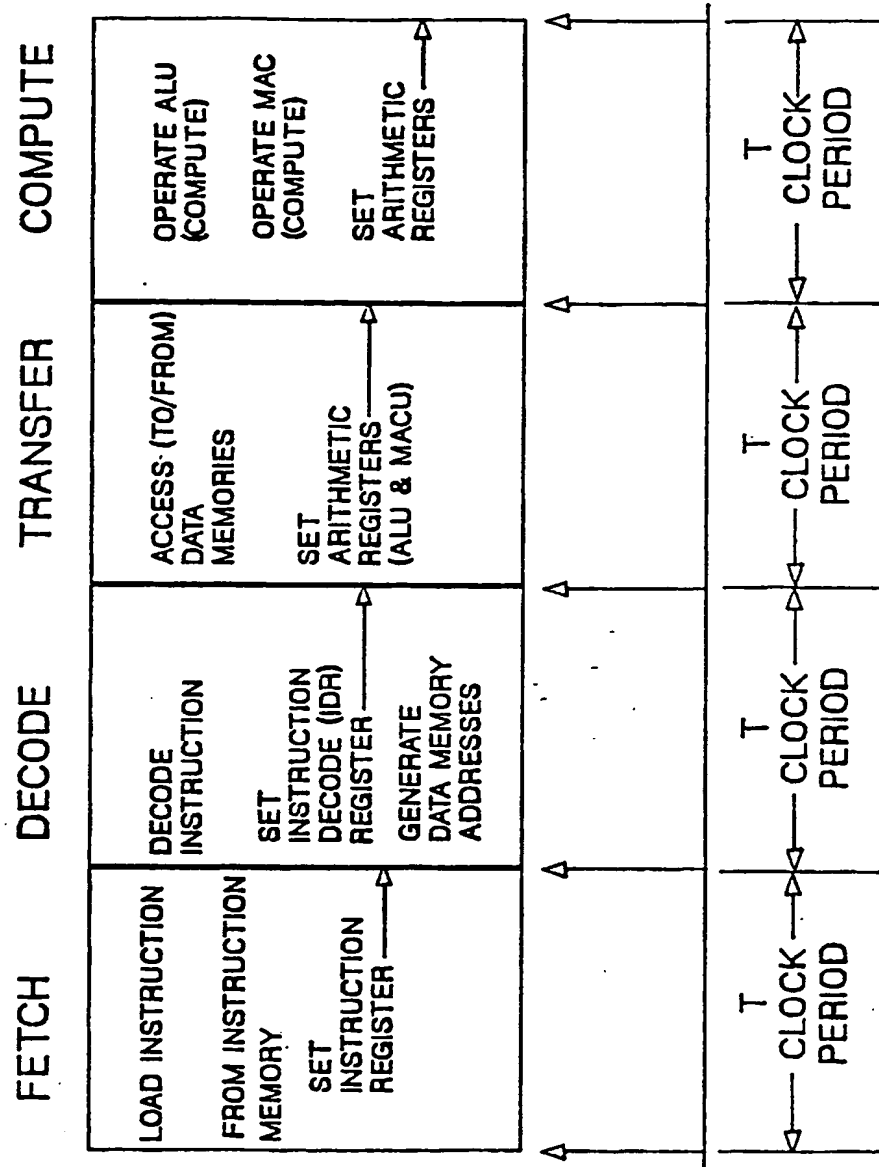 FETCH
DECODE
TRANSFER
COMPUTE
LOAD INSTRUCTION
FROM INSTRUCTION
MEMORY
SET
INSTRUCTION
REGISTER
DECODE
INSTRUCTION
SET
INSTRUCTION
DECODE (IDR)
REGISTER
GENERATE
DATA MEMORY
ADDRESSES
ACCESS (TO/FROM)
DATA
MEMORIES
SET
ARITHMETIC
REGISTERS
(ALU & MACU)
OPERATE ALU
(COMPUTE)
OPERATE MAC
(COMPUTE)
SET
ARITHMETIC
REGISTERS
T
CLOCK
PERIOD
T
CLOCK
PERIOD
T
CLOCK
PERIOD
T
CLOCK
PERIOD